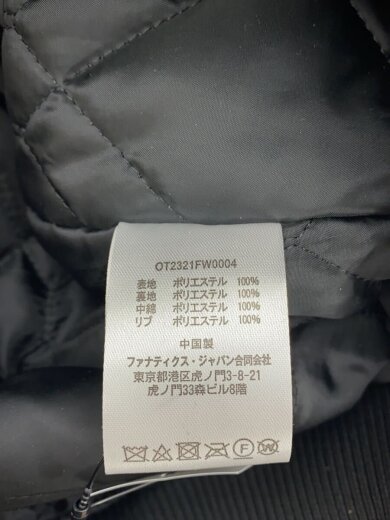 OT2321FW0004
表地 ポリエステル 100%
裏地 ポリエステル 100%
中綿 ポリエステル 100%
リブ ポリエステル 100%
中国製
ファナティクス・ジャパン合同会社
東京都港区虎ノ門3-8-21
虎ノ門33森ビル8階
F W